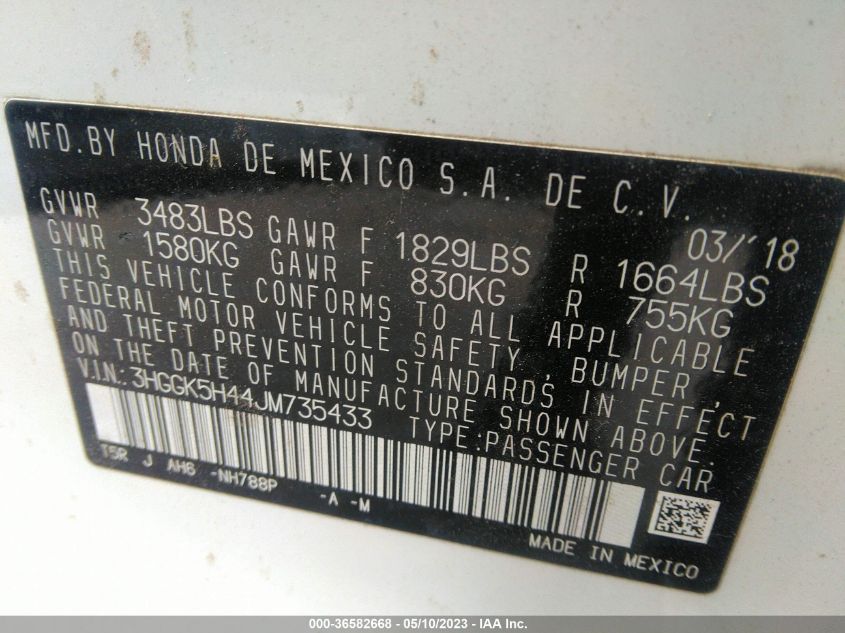 MFD.BY HONDA DE MEXICO S.A. DE C.V.
03/'18
GVWR 3483LBS GAWR F 1829LBS R 1664LBS
GVWR 1580KG GAWR F 830KG R 755KG
THIS VEHICLE CONFORMS TO ALL APPLICABLE
FEDERAL MOTOR VEHICLE SAFETY, BUMPER,
AND THEFT PREVENTION STANDARDS IN EFFECT
ON THE DATE OF MANUFACTURE SHOWN ABOVE.
V.I.N.: 3HGGK5H44JM735433 TYPE:PASSENGER CAR
T5R J AH6 -NH788P -A -M
MADE IN MEXICO
000-36582668 - 05/10/2023 - IAA Inc.